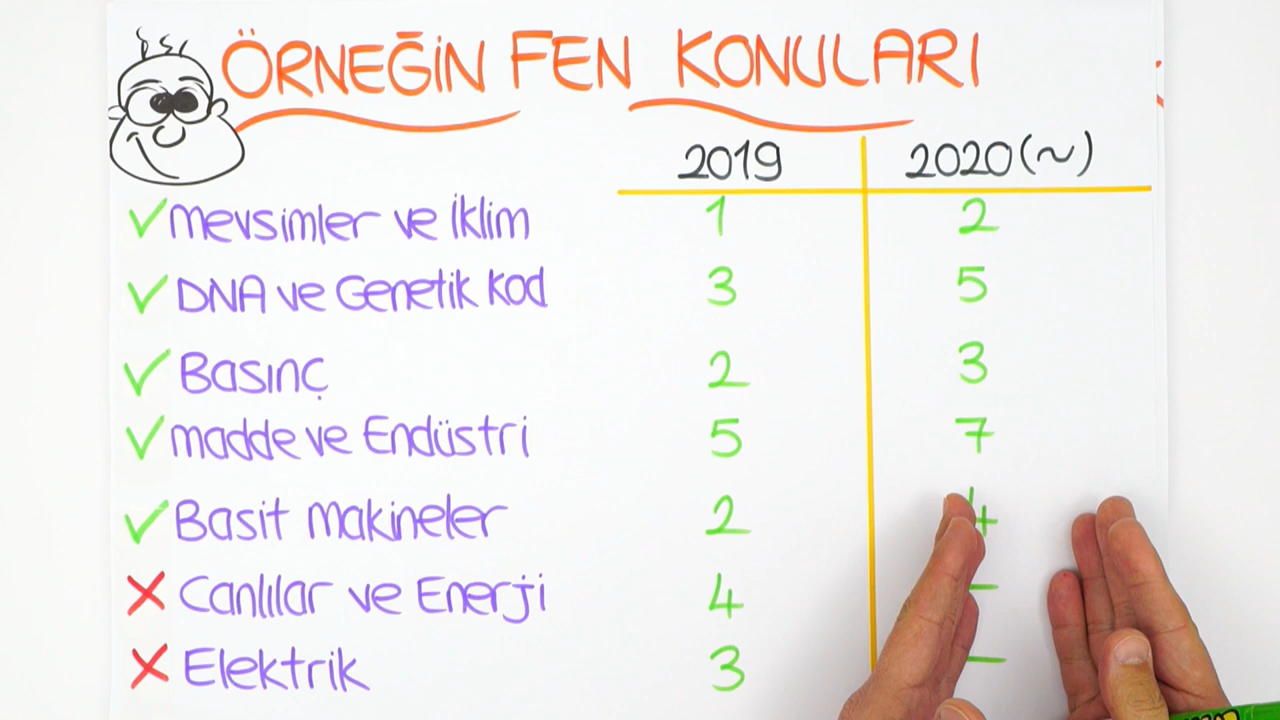 ÖRNEĞİN FEN KONULARI
2019 2020(~)
✓ Mevsimler ve İklim 1 2
✓ DNA ve Genetik Kod 3 5
✓ Basınç 2 3
✓ madde ve Endüstri 5 7
✓ Basit makineler 2 4
✗ Canlılar ve Enerji 4 -
✗ Elektrik 3 -